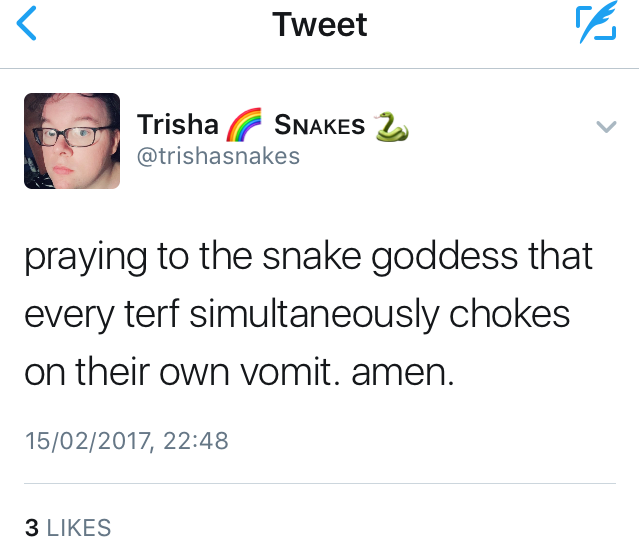 Tweet
Trisha 🌈 SNAKES 🐍
@trishasnakes
praying to the snake goddess that
every terf simultaneously chokes
on their own vomit. amen.
15/02/2017, 22:48
3 LIKES